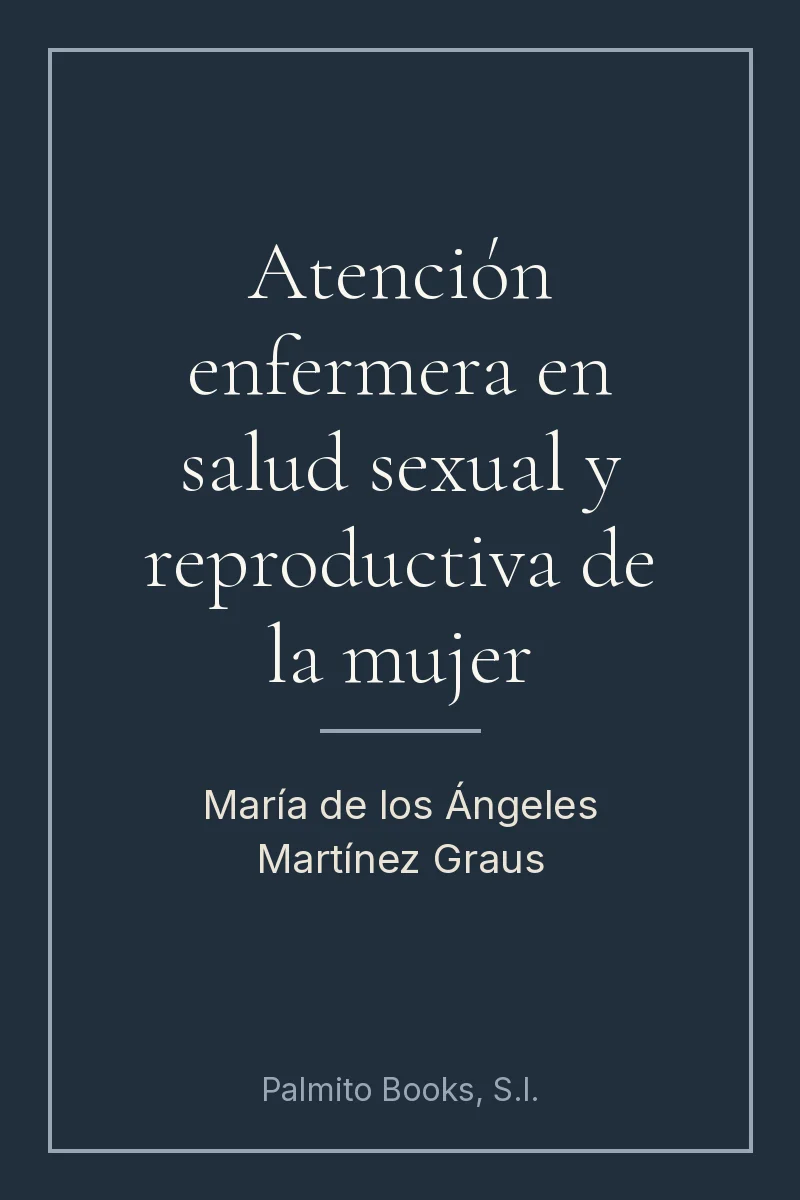 Atención
enfermera en
salud sexual y
reproductiva de
la mujer
María de los Ángeles
Martínez Graus
Palmito Books, S.l.